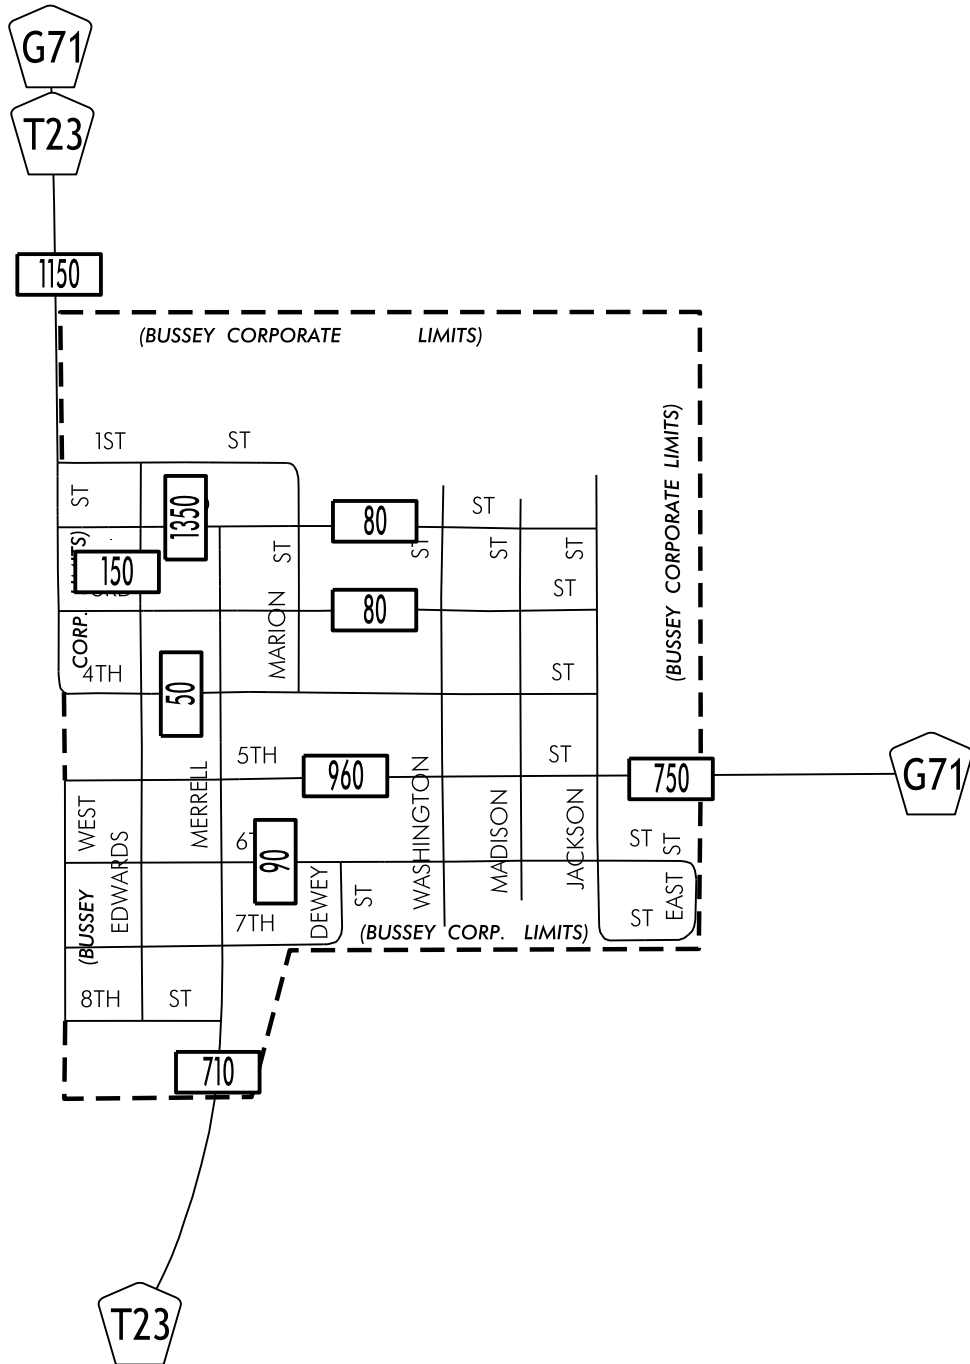 G71
T23
1150
(BUSSEY CORPORATE LIMITS)
1ST ST
ST
1350
80
ST
ST
ST
ST
ST
150
(BUSSEY CORPORATE LIMITS)
MARION
80
ST
CORP.
4TH
50
ST
5TH
ST
960
750
G71
WEST
EDWARDS
MERRELL
90
WASHINGTON
MADISON
JACKSON
ST
ST
(BUSSEY
7TH
DEWEY
ST
ST
EAST
(BUSSEY CORP. LIMITS)
8TH ST
710
T23